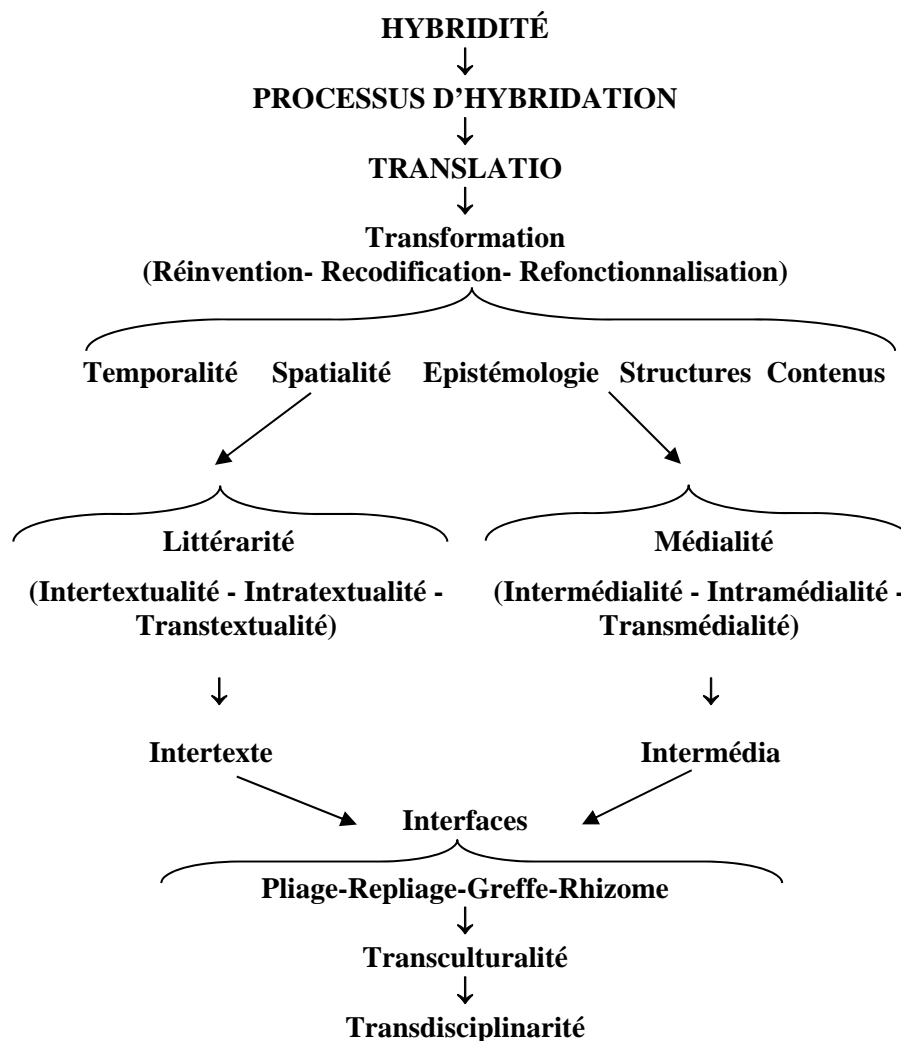 HYBRIDITÉ
PROCESSUS D'HYBRIDATION
TRANSLATIO
Transformation
(Réinvention- Recodification- Refonctionnalisation)
Temporalité Spatialité Epistémologie Structures Contenus
Littérarité Médialité
(Intertextualité - Intratextualité - (Intermédialité - Intramédialité -
Transtextualité) Transmédialité)
Intertexte Intermédia
Interfaces
Pliage-Repliage-Greffe-Rhizome
Transculturalité
Transdisciplinarité